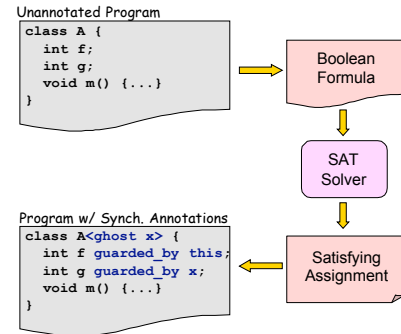 Unannotated Program
class A {
int f;
int g;
void m() {...}
}
Boolean
Formula
SAT
Solver
Program w/ Synch. Annotations
class A<ghost x> {
int f guarded_by this;
int g guarded_by x;
void m() {...}
}
Satisfying
Assignment